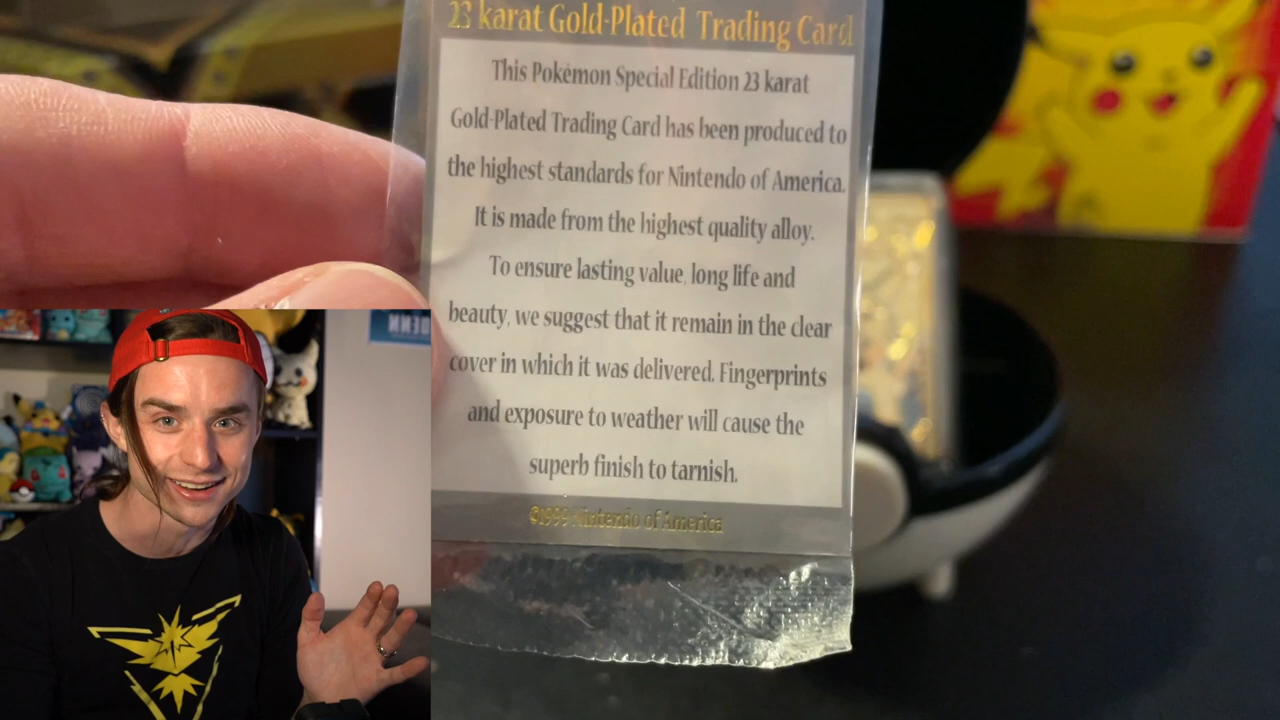 23 karat Gold-Plated Trading Card
This Pokémon Special Edition 23 karat
Gold-Plated Trading Card has been produced to
the highest standards for Nintendo of America.
It is made from the highest quality alloy.
To ensure lasting value, long life and
beauty, we suggest that it remain in the clear
cover in which it was delivered. Fingerprints
and exposure to weather will cause the
superb finish to tarnish.
©1999 Nintendo of America